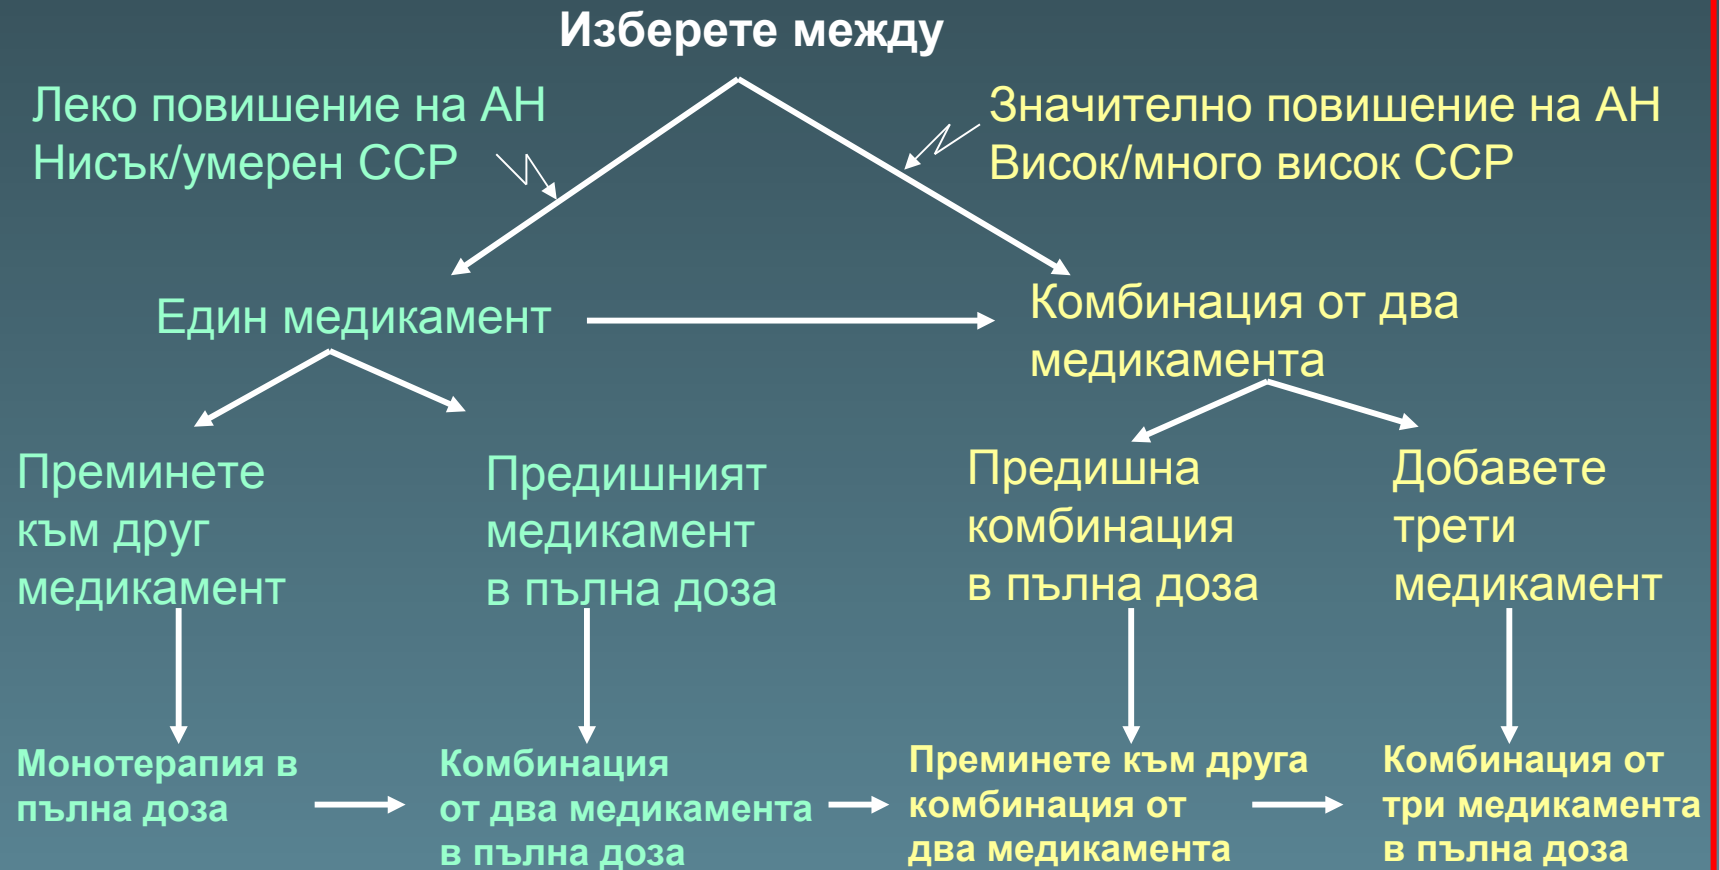 Изберете между
Леко повишение на АН
Нисък/умерен ССР
Значително повишение на АН
Висок/много висок ССР
Един медикамент
Комбинация от два
медикамента
Преминете
към друг
медикамент
Предишният
медикамент
в пълна доза
Предишна
комбинация
в пълна доза
Добавете
трети
медикамент
Монотерапия в
пълна доза
Комбинация
от два медикамента
в пълна доза
Преминете към друга
комбинация от
два медикамента
Комбинация от
три медикамента
в пълна доза